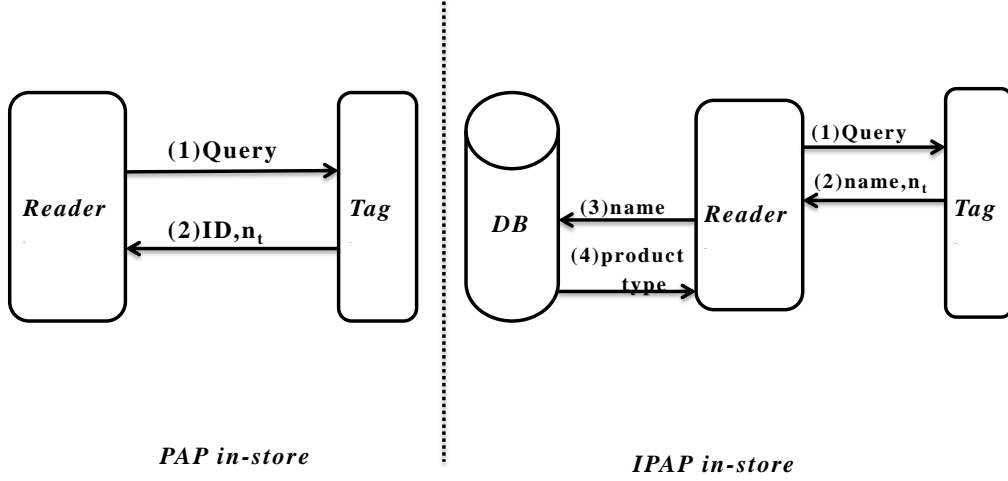 (1)Query
Reader
Tag
(2)ID,nt
PAP in-store
(1)Query
(2)name,nt
DB
(3)name
Reader
Tag
(4)product
type
IPAP in-store